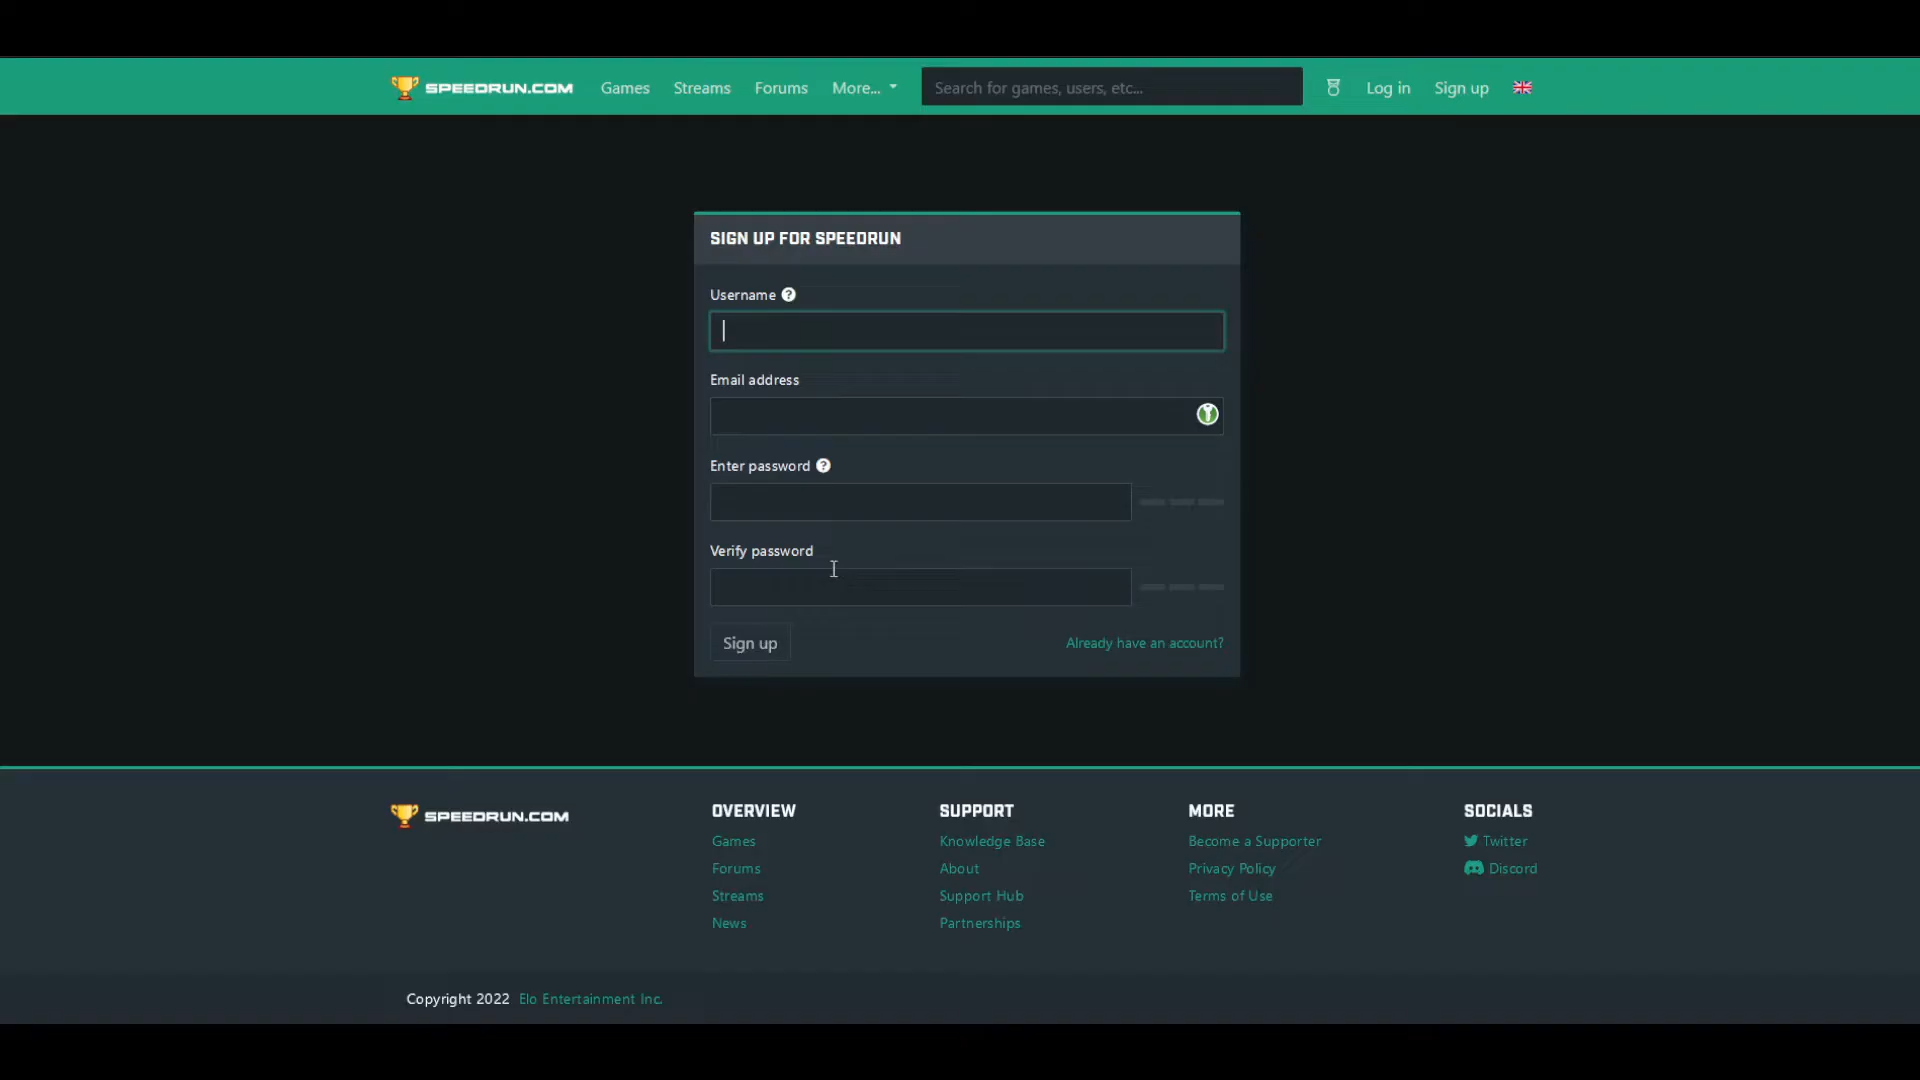 SPEEDRUN.COM Games Streams Forums More... Search for games, users, etc... Log in Sign up
SIGN UP FOR SPEEDRUN
Username ?
Email address
Enter password ?
Verify password
Sign up Already have an account?
SPEEDRUN.COM
OVERVIEW
Games
Forums
Streams
News
SUPPORT
Knowledge Base
About
Support Hub
Partnerships
MORE
Become a Supporter
Privacy Policy
Terms of Use
SOCIALS
Twitter
Discord
Copyright 2022 Elo Entertainment Inc.